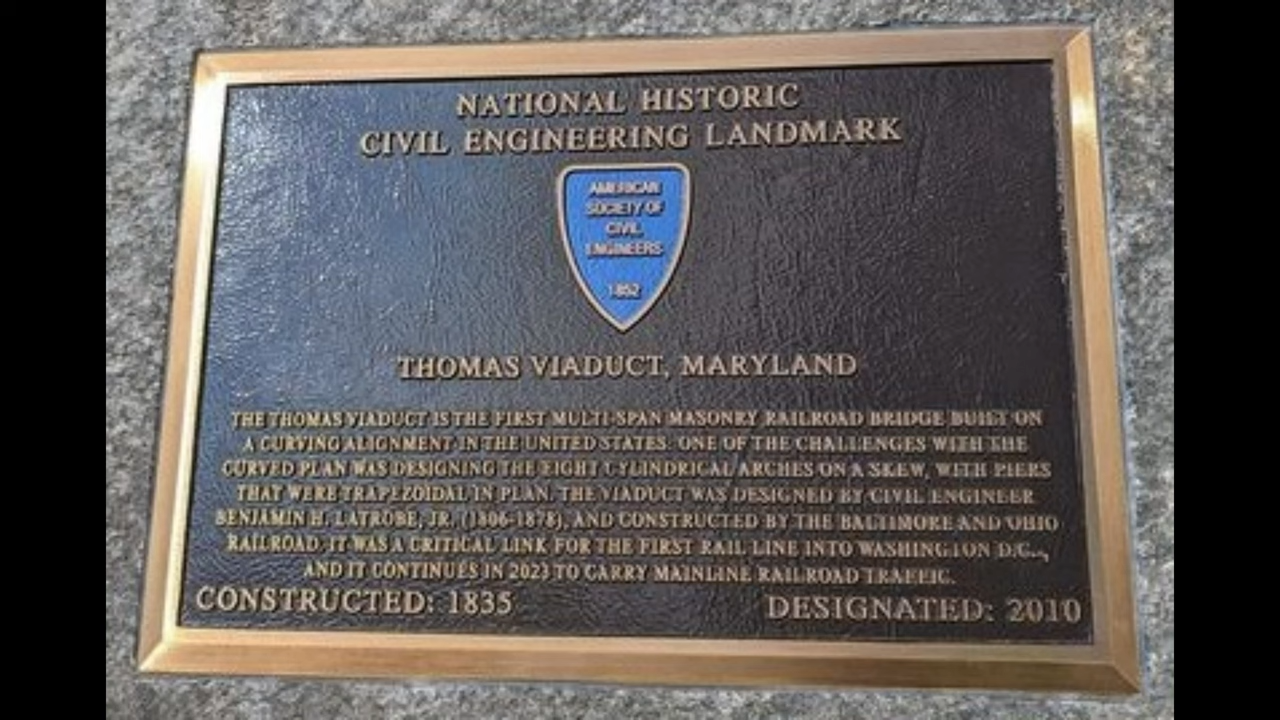 NATIONAL HISTORIC
CIVIL ENGINEERING LANDMARK
AMERICAN
SOCIETY OF
CIVIL
ENGINEERS
1852
THOMAS VIADUCT, MARYLAND
THE THOMAS VIADUCT IS THE FIRST MULTI-SPAN MASONRY RAILROAD BRIDGE BUILT ON
A CURVING ALIGNMENT IN THE UNITED STATES. ONE OF THE CHALLENGES WITH THE
CURVED PLAN WAS DESIGNING THE EIGHT CYLINDRICAL ARCHES ON A SKEW, WITH PIERS
THAT WERE TRAPEZOIDAL IN PLAN. THE VIADUCT WAS DESIGNED BY CIVIL ENGINEER
BENJAMIN H. LATROBE, JR. (1806-1878), AND CONSTRUCTED BY THE BALTIMORE AND OHIO
RAILROAD. IT WAS A CRITICAL LINK FOR THE FIRST RAIL LINE INTO WASHINGTON D.C..,
AND IT CONTINUES IN 2023 TO CARRY MAINLINE RAILROAD TRAFFIC.
CONSTRUCTED: 1835
DESIGNATED: 2010